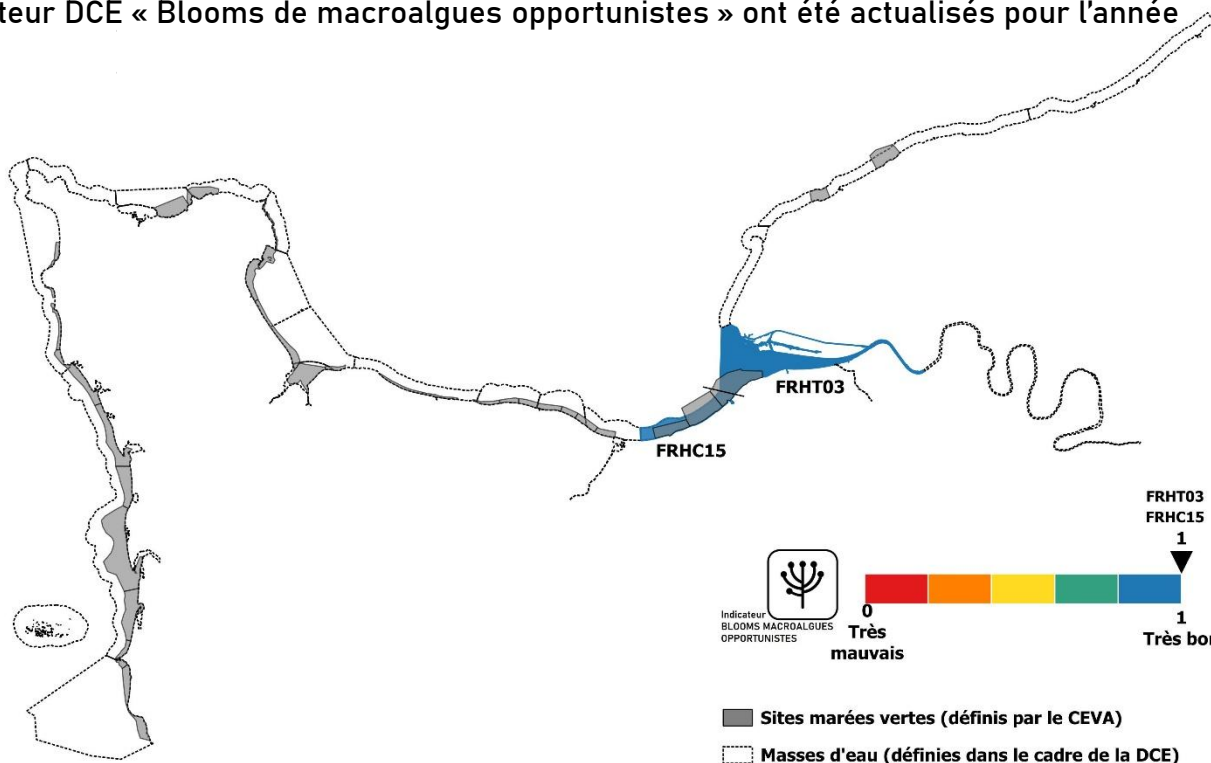 teur DCE « Blooms de macroalgues opportunistes » ont été actualisés pour l'année
FRHT03
FRHC15
FRHT03
FRHC15
1
Indicateur
BLOOMS MACROALGUES
OPPORTUNISTES
0
Très
mauvais
1
Très bon
Sites marées vertes (définis par le CEVA)
Masses d'eau (définies dans le cadre de la DCE)